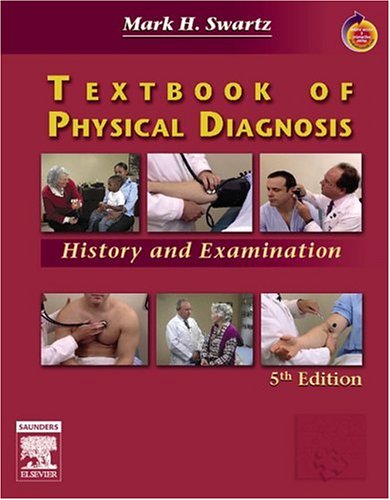 Mark H. Swartz
TEXTBOOK OF
PHYSICAL DIAGNOSIS
History and Examination
5th Edition
SAUNDERS
ELSEVIER